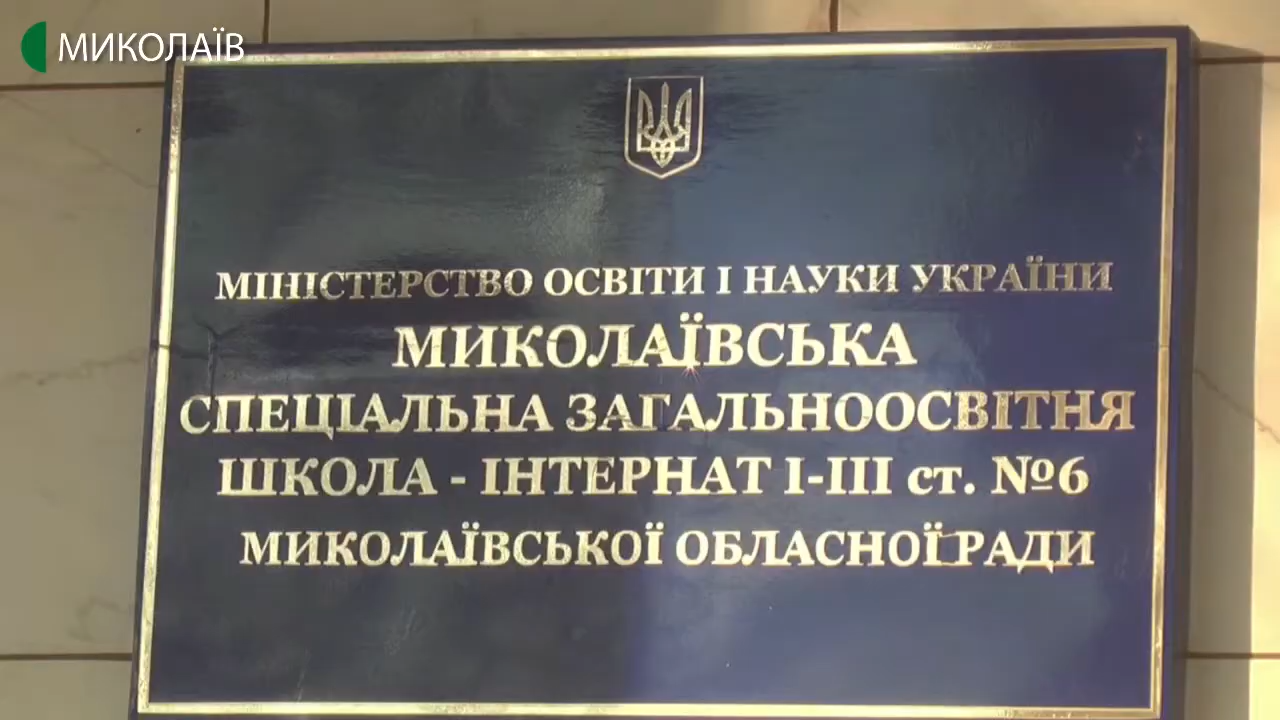 МИКОЛАЇВ
МІНІСТЕРСТВО ОСВІТИ І НАУКИ УКРАЇНИ
МИКОЛАЇВСЬКА
СПЕЦІАЛЬНА ЗАГАЛЬНООСВІТНЯ
ШКОЛА - ІНТЕРНАТ І-ІІІ ст. №6
МИКОЛАЇВСЬКОЇ ОБЛАСНОЇ РАДИ